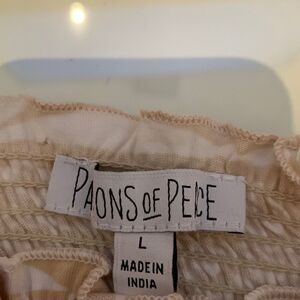 PAONS OF PECE
L
MADE IN
INDIA